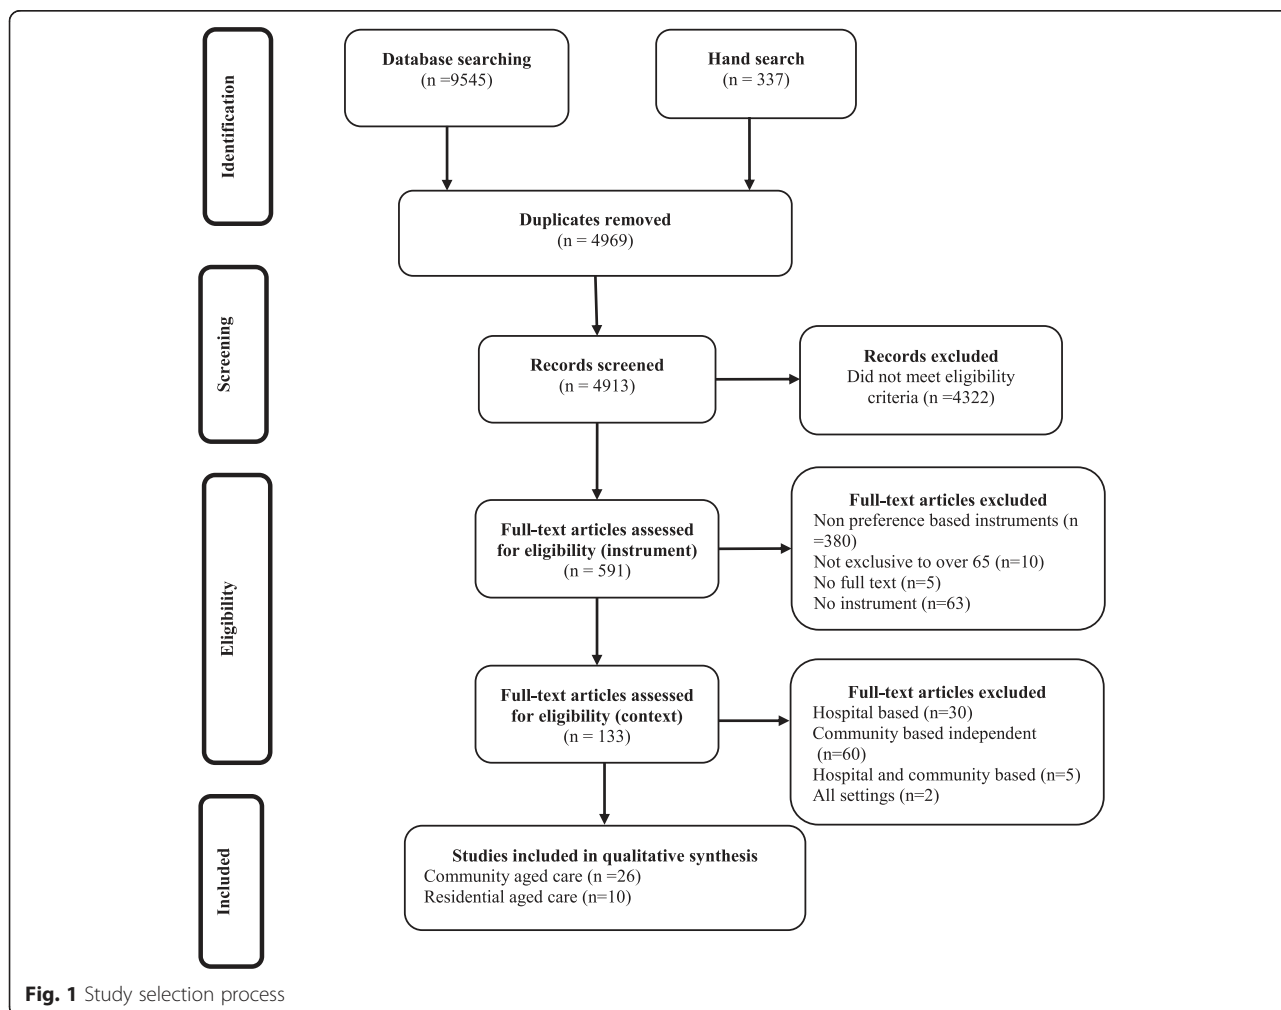 Identification
Database searching
(n =9545)
Hand search
(n = 337)
Duplicates removed
(n = 4969)
Screening
Records screened
(n = 4913)
Records excluded
Did not meet eligibility
criteria (n =4322)
Eligibility
Full-text articles assessed
for eligibility (instrument)
(n = 591)
Full-text articles excluded
Non preference based instruments (n
=380)
Not exclusive to over 65 (n=10)
No full text (n=5)
No instrument (n=63)
Full-text articles assessed
for eligibility (context)
(n = 133)
Full-text articles excluded
Hospital based (n=30)
Community based independent
(n=60)
Hospital and community based (n=5)
All settings (n=2)
Included
Studies included in qualitative synthesis
Community aged care (n =26)
Residential aged care (n=10)
Fig. 1 Study selection process